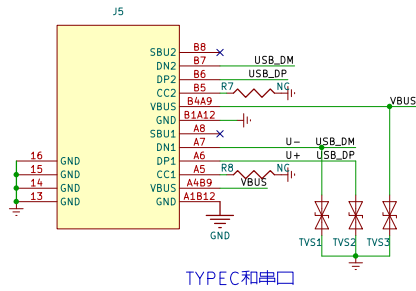 J5
SBU2 B8
DN2 B7 USB_DM
DP2 B6 USB_DP
CC2 B5 R7 NC
VBUS B4A9 VBUS
GND B1A12
SBU1 A8
DN1 A7 U- USB_DM
16 GND DP1 A6 U+ USB_DP
15 GND CC1 A5 R8 NC
14 GND VBUS A4B9 VBUS
13 GND GND A1B12
GND
TVS1 TVS2 TVS3
TYPEC和串口